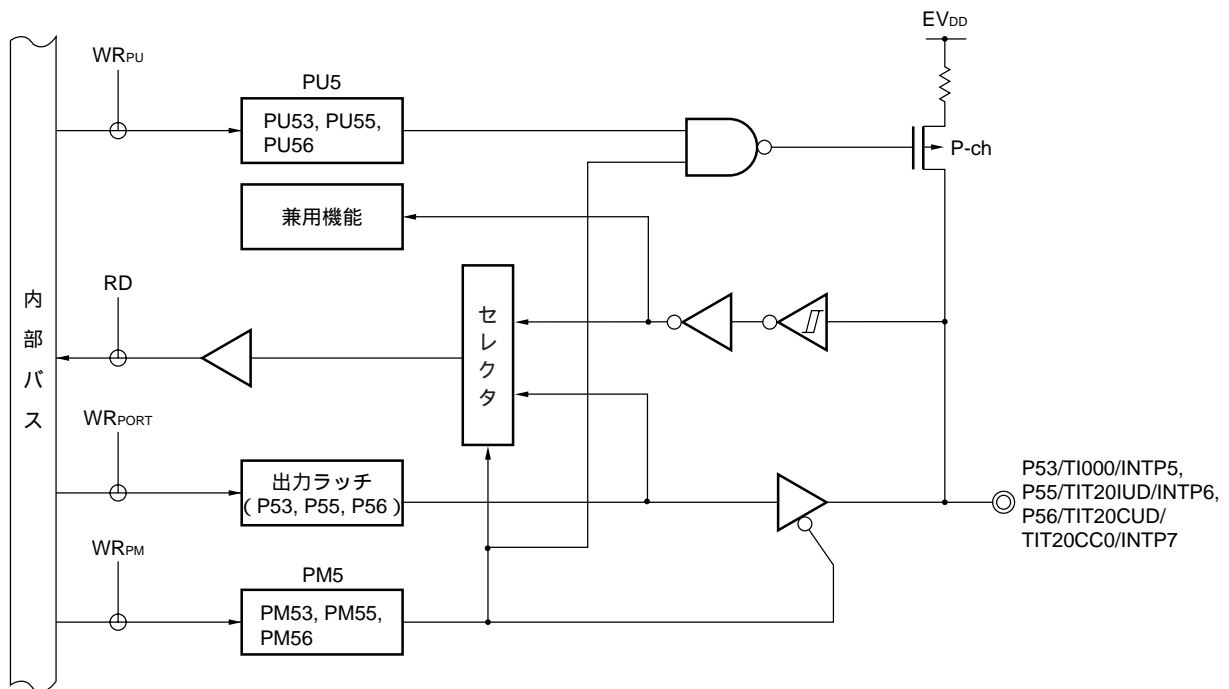 EVDD
WRPU
PU5
PU53, PU55,
PU56
P-ch
兼用機能
RD
内部バス
セレクタ
WRPORT
出力ラッチ
（P53, P55, P56）
P53/TI000/INTP5,
P55/TIT20IUD/INTP6,
P56/TIT20CUD/
TIT20CC0/INTP7
WRPM
PM5
PM53, PM55,
PM56